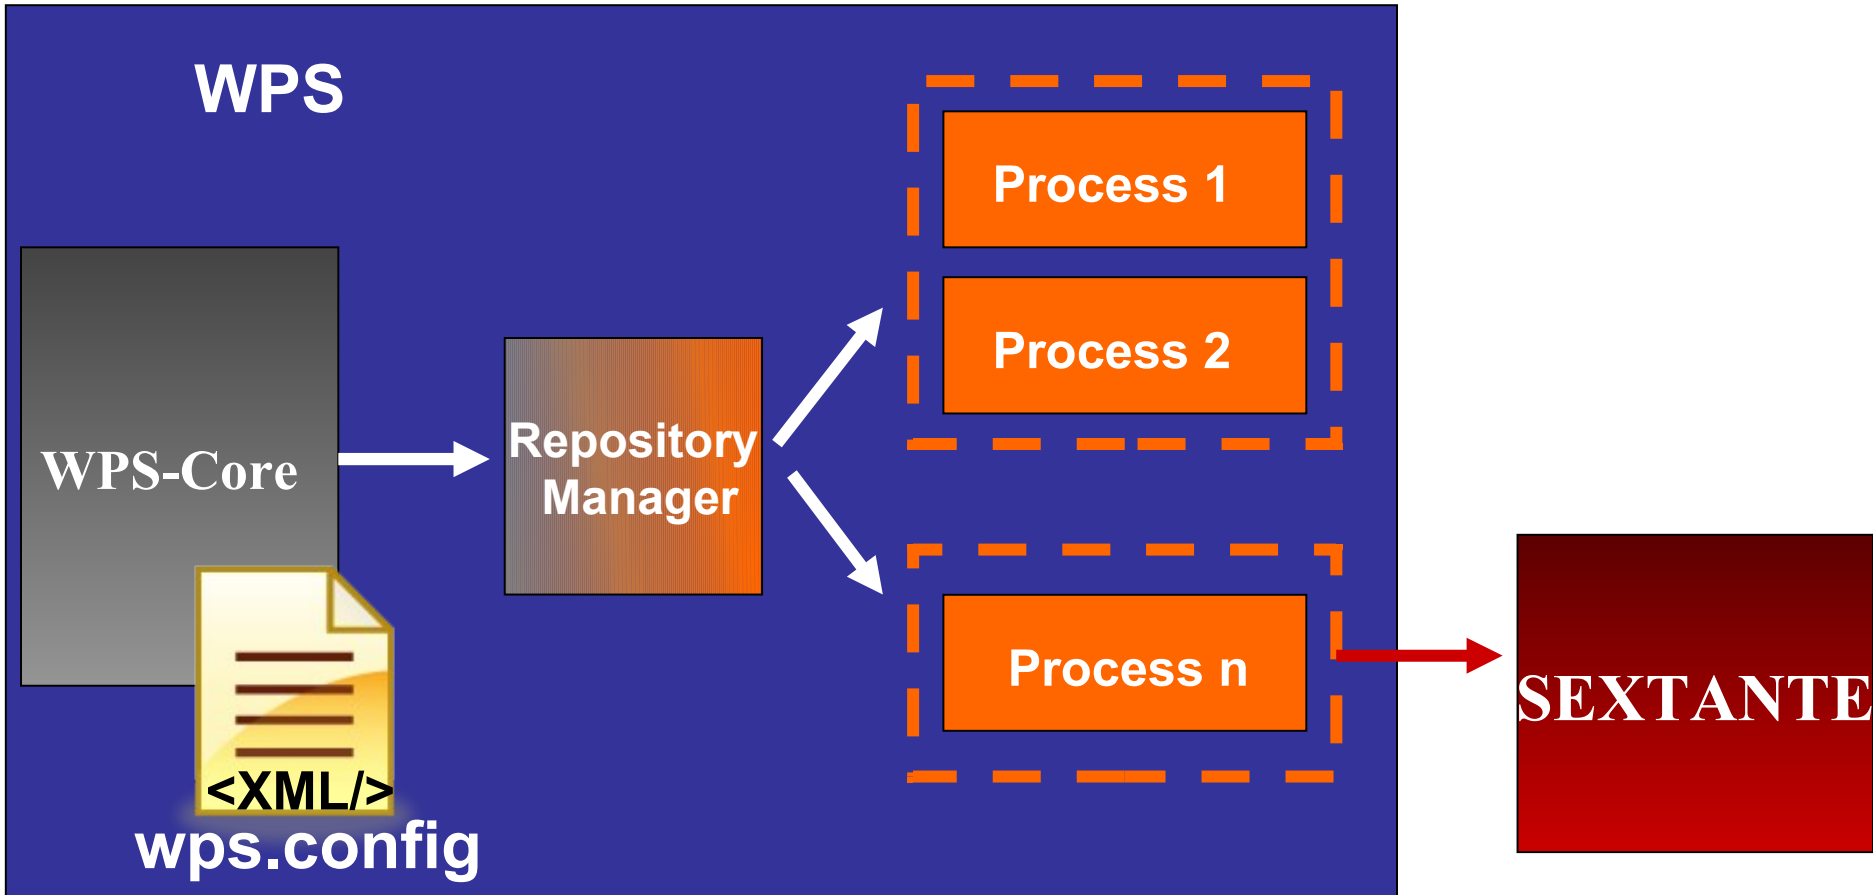 WPS
Process 1
Process 2
WPS-Core
Repository
Manager
Process n
SEXTANTE
<XML/>
wps.config